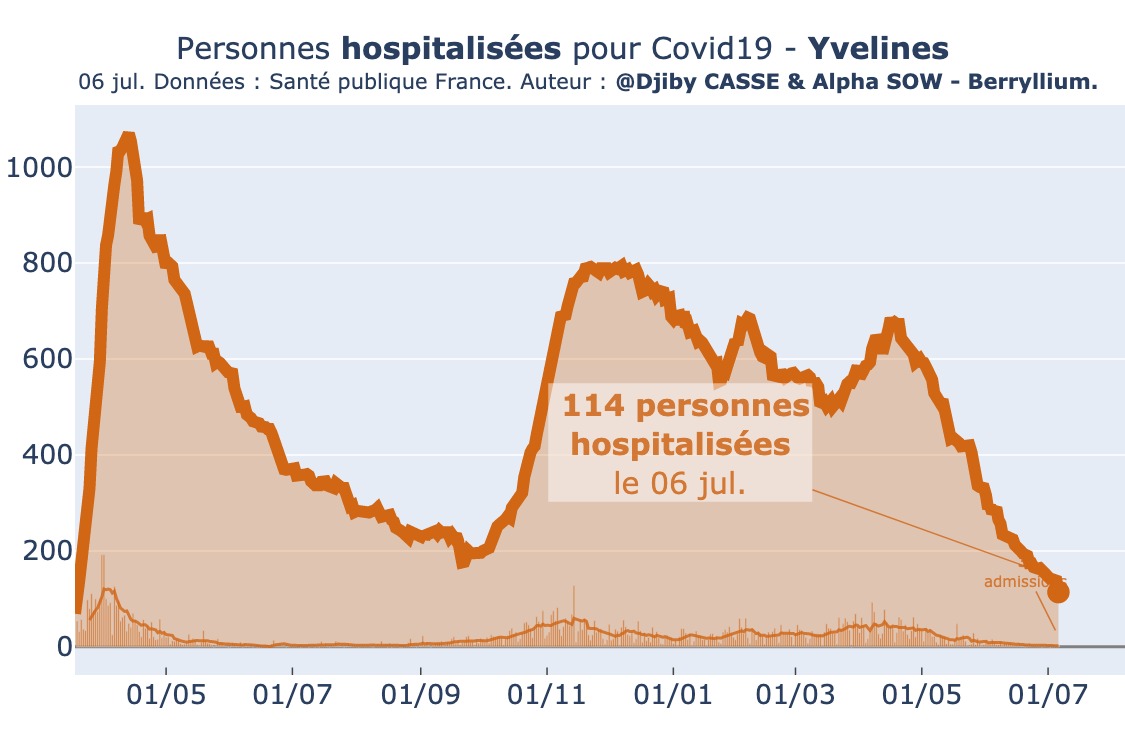 Personnes hospitalisées pour Covid19 - Yvelines
06 jul. Données : Santé publique France. Auteur : @Djiby CASSE & Alpha SOW - Berryllium.
1000
800
600
400
200
0
114 personnes
hospitalisées
le 06 jul.
admissions
01/05 01/07 01/09 01/11 01/01 01/03 01/05 01/07